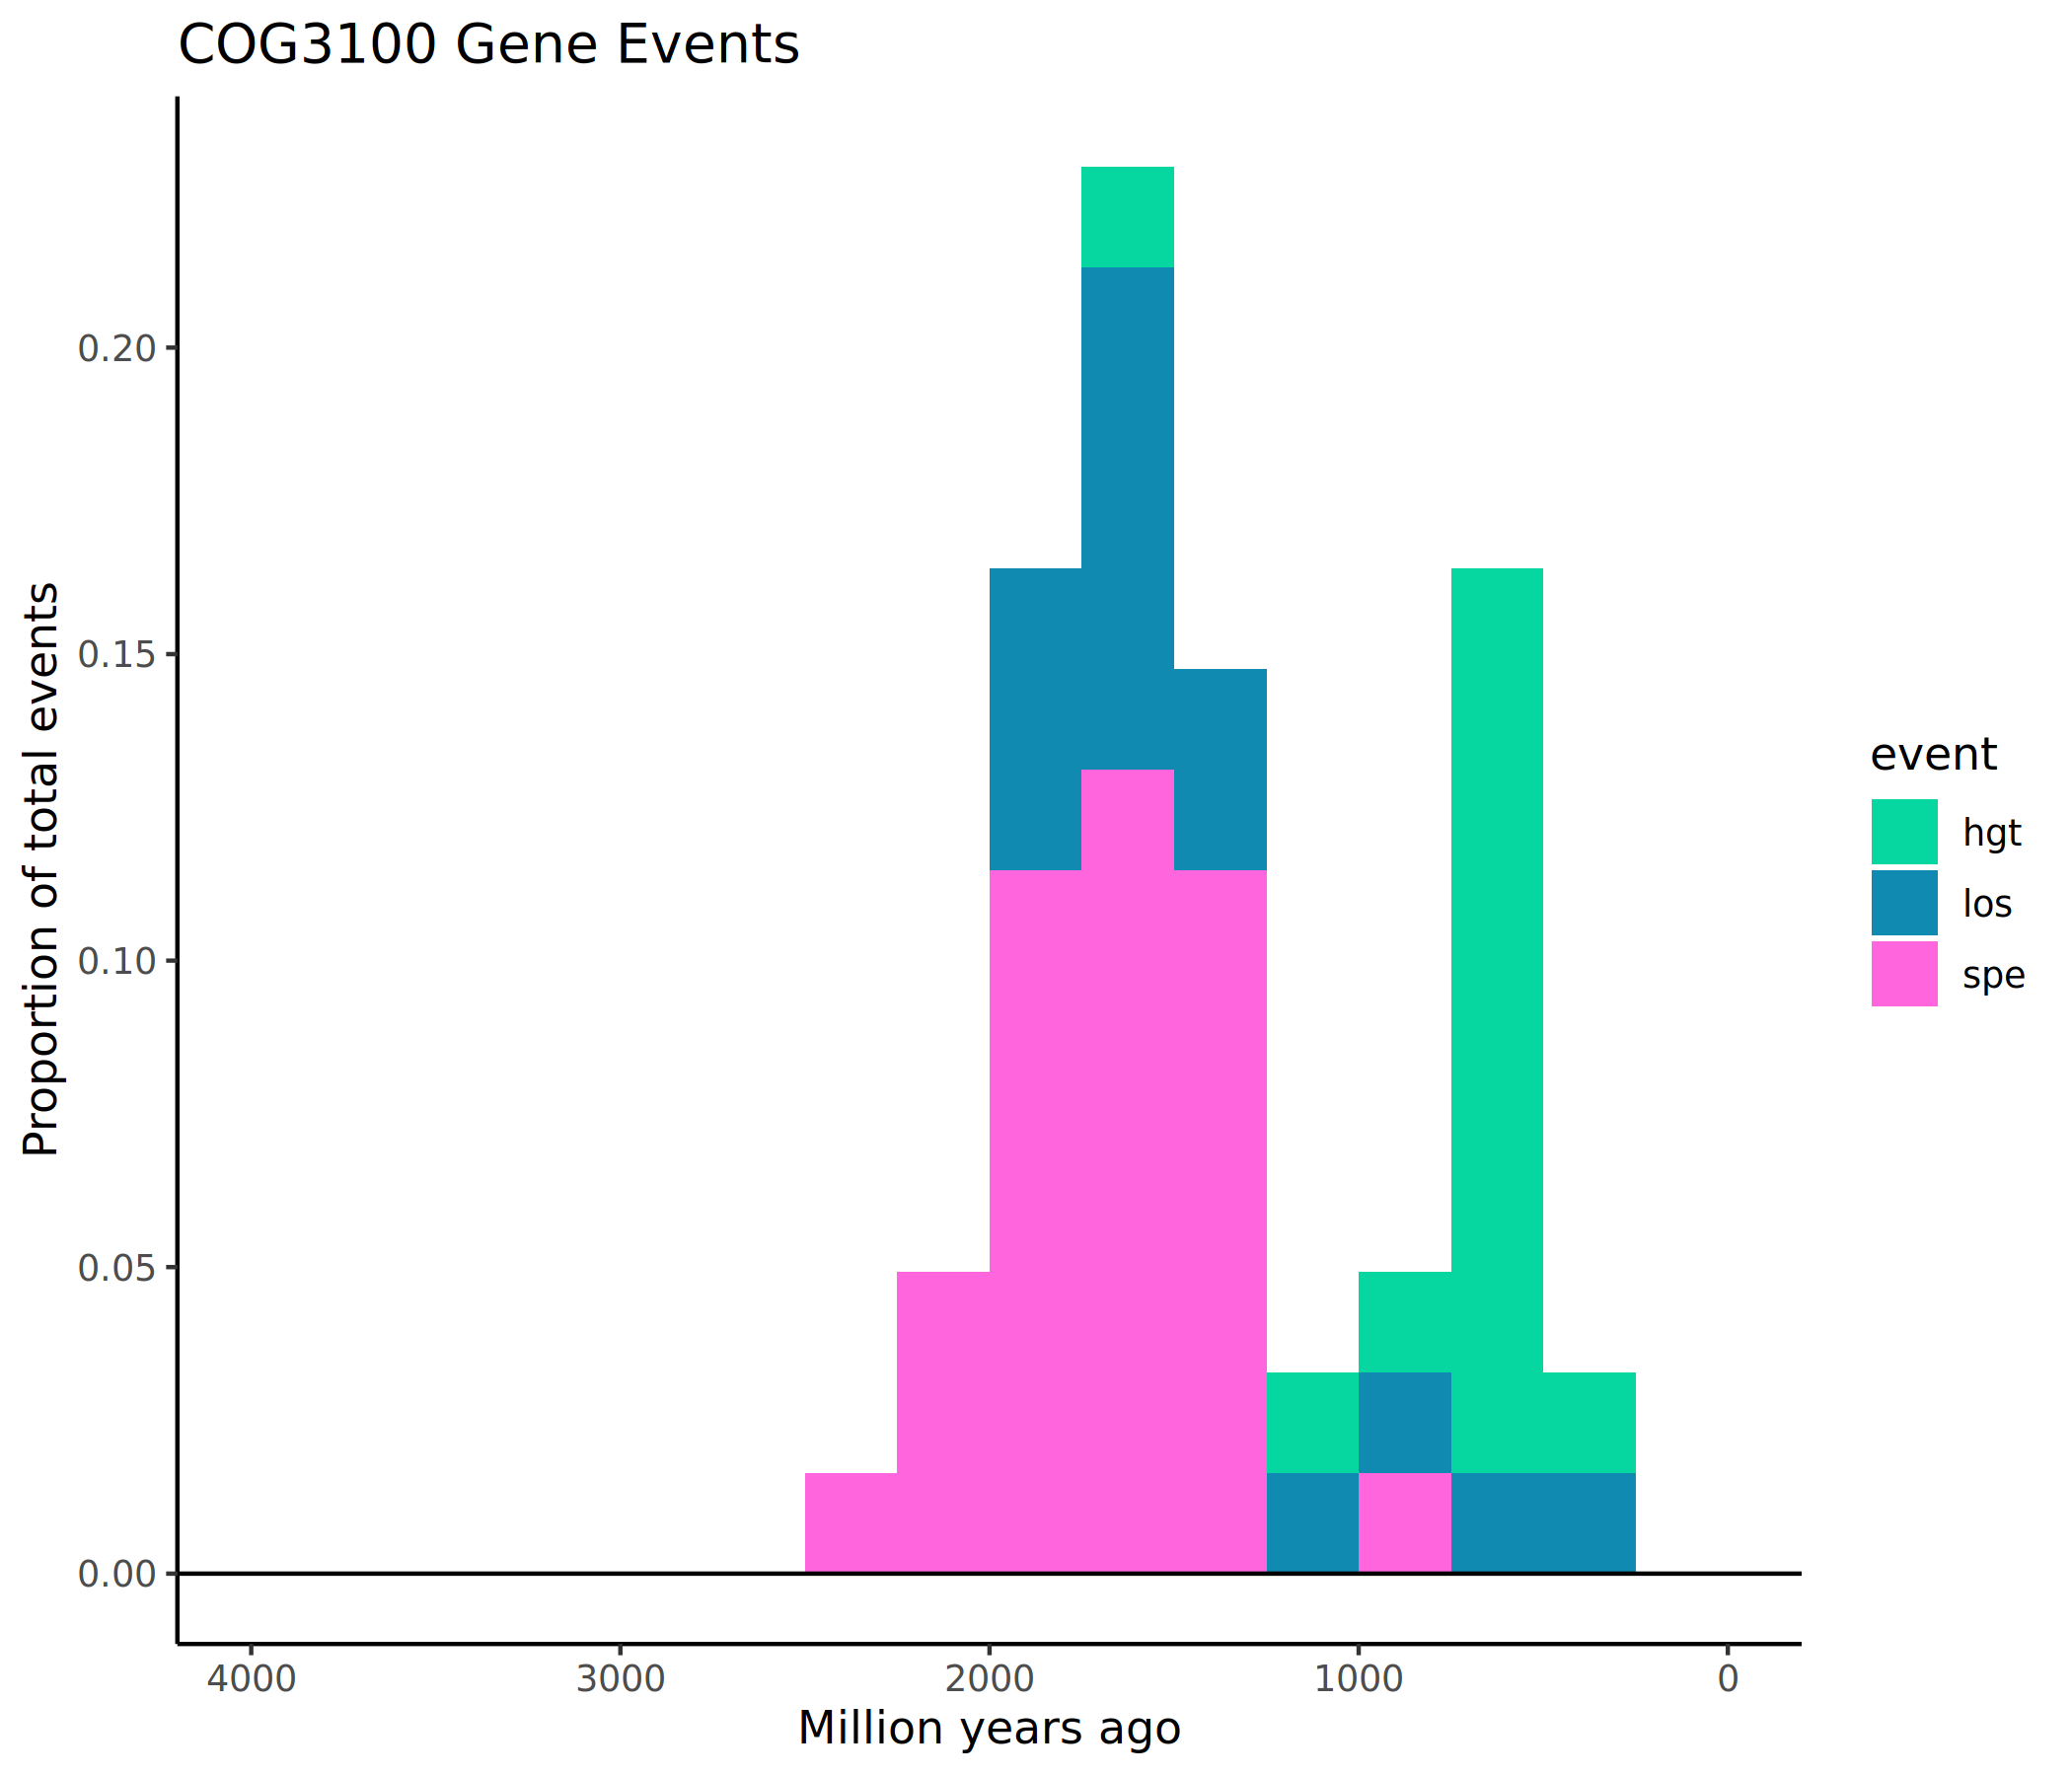 COG3100 Gene Events
Proportion of total events
0.20
0.15
0.10
0.05
0.00
4000 3000 2000 1000 0
Million years ago
event
hgt
los
spe